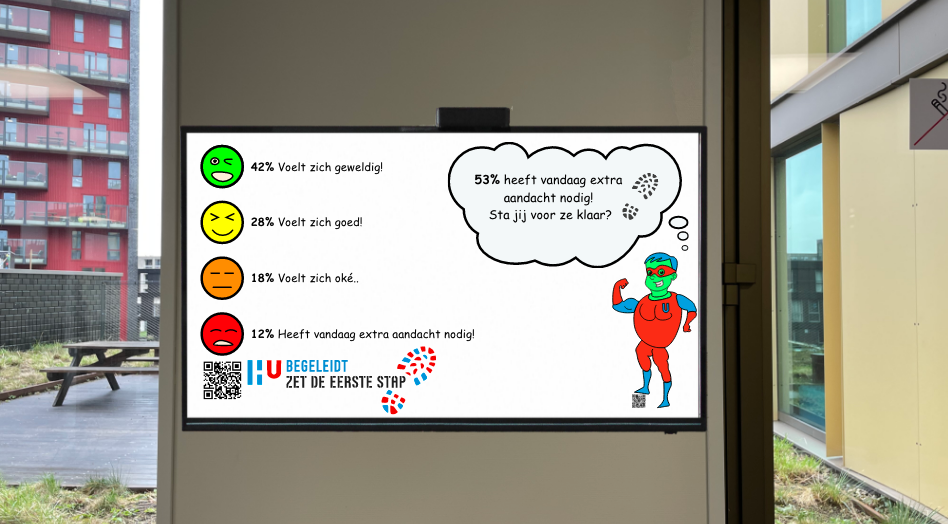 42% Voelt zich geweldig!
28% Voelt zich goed!
18% Voelt zich oké..
12% Heeft vandaag extra aandacht nodig!
53% heeft vandaag extra
aandacht nodig!
Sta jij voor ze klaar?
HU BEGELEIDT
ZET DE EERSTE STAP
U